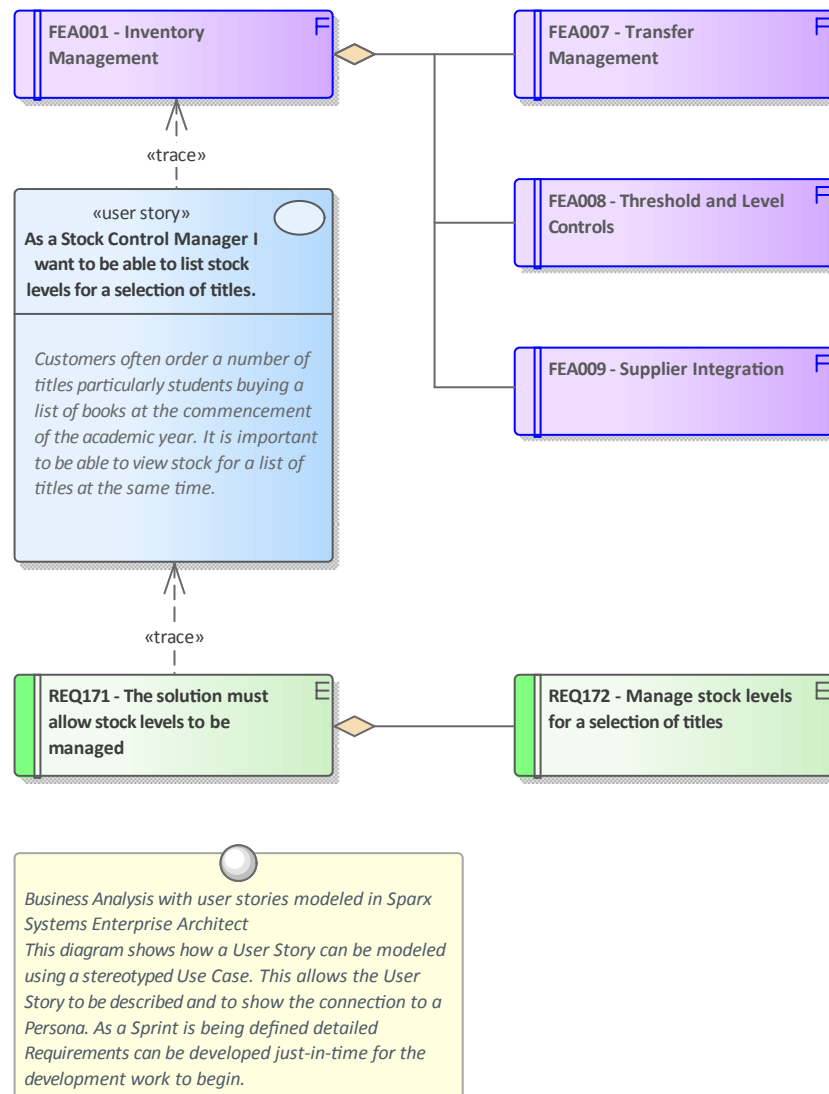 FEA001 - Inventory
Management
F
FEA007 - Transfer
Management
F
«trace»
FEA008 - Threshold and Level
Controls
F
«user story»
As a Stock Control Manager I
want to be able to list stock
levels for a selection of titles.
Customers often order a number of
titles particularly students buying a
list of books at the commencement
of the academic year. It is important
to be able to view stock for a list of
titles at the same time.
FEA009 - Supplier Integration
F
«trace»
REQ171 - The solution must
allow stock levels to be
managed
E
REQ172 - Manage stock levels
for a selection of titles
E
Business Analysis with user stories modeled in Sparx
Systems Enterprise Architect
This diagram shows how a User Story can be modeled
using a stereotyped Use Case. This allows the User
Story to be described and to show the connection to a
Persona. As a Sprint is being defined detailed
Requirements can be developed just-in-time for the
development work to begin.